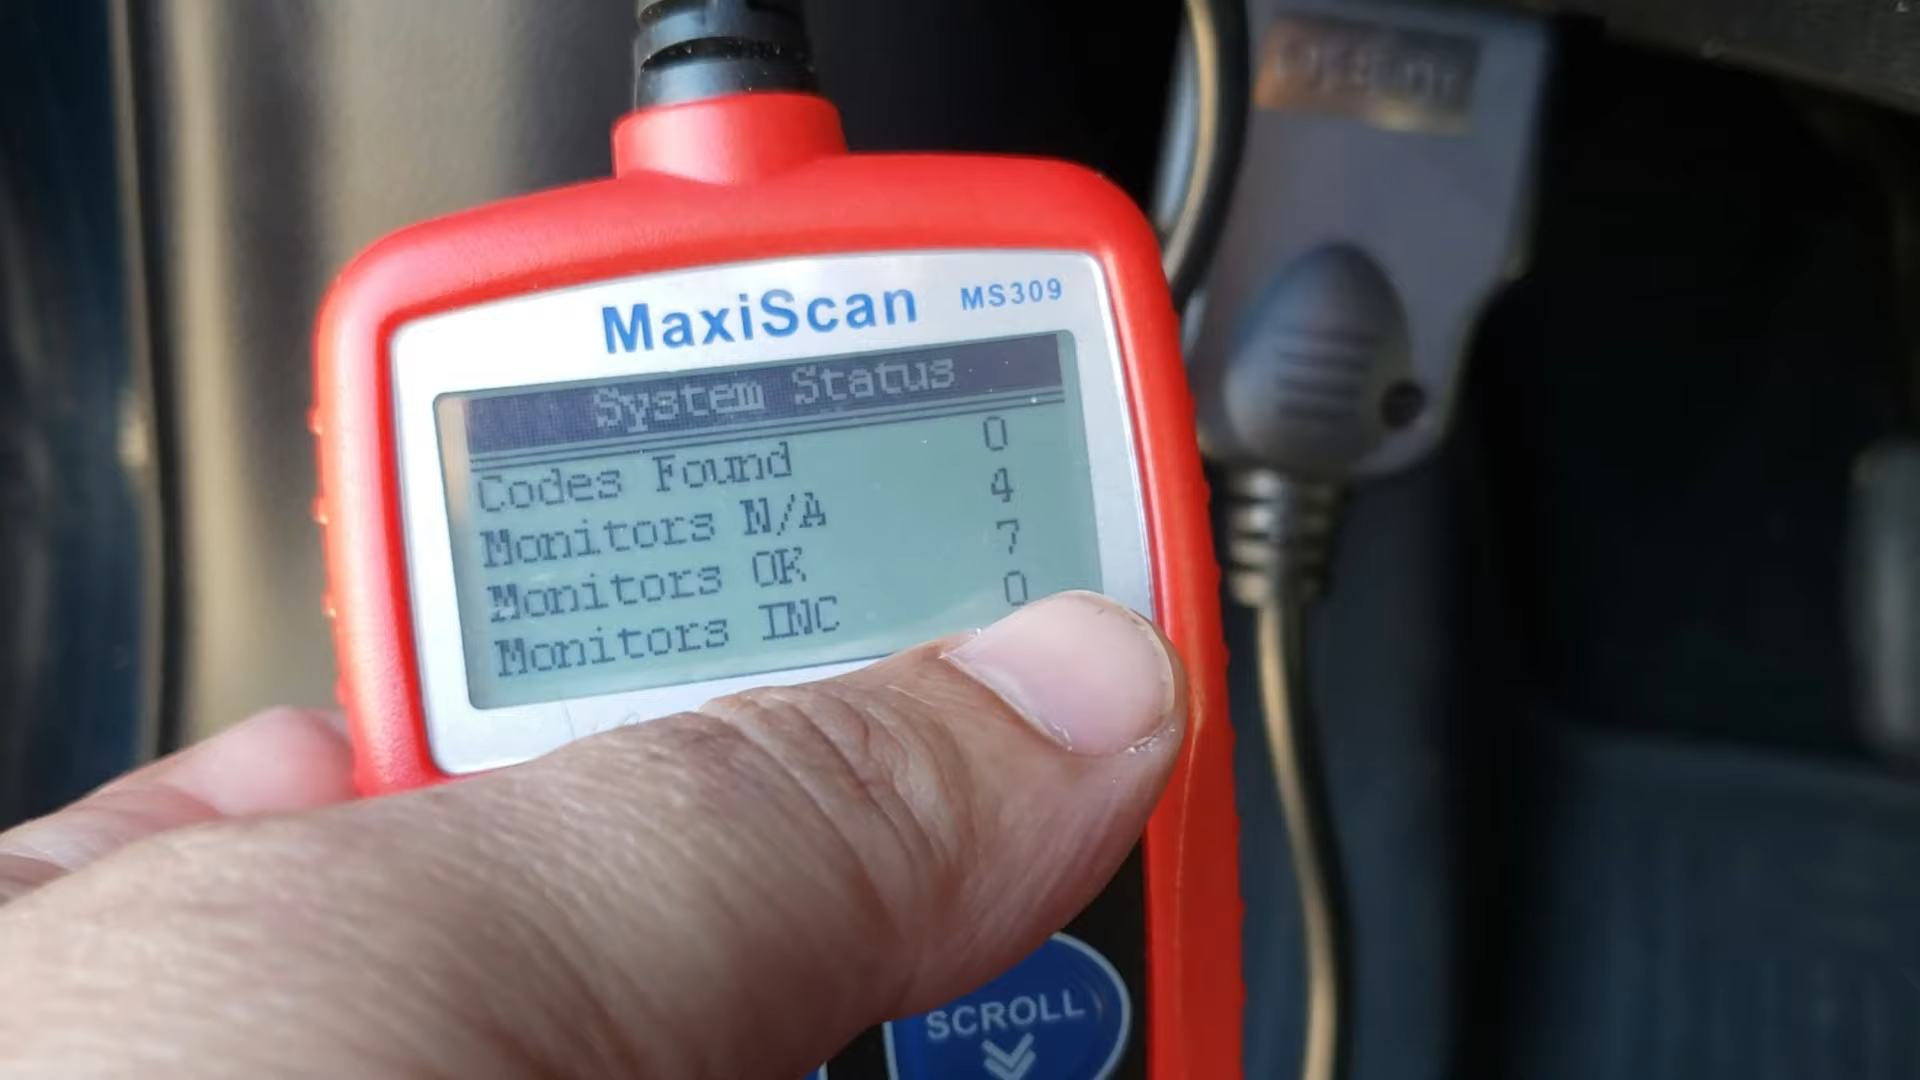 MaxiScan MS309
System Status
Codes Found 0
Monitors N/A 4
Monitors OK 7
Monitors INC 0
SCROLL